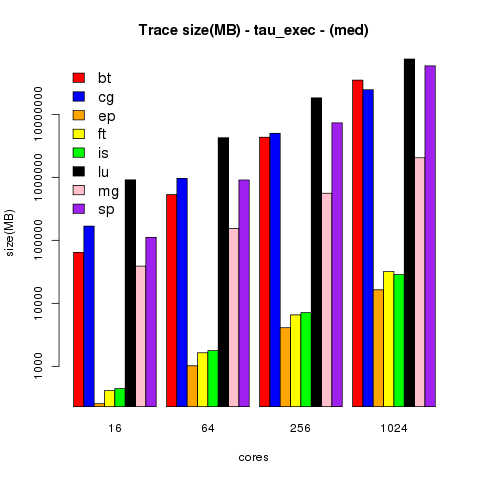 Trace size(MB) - tau_exec - (med)
bt
cg
ep
ft
is
lu
mg
sp
size(MB)
10000000
1000000
100000
10000
1000
16 64 256 1024
cores